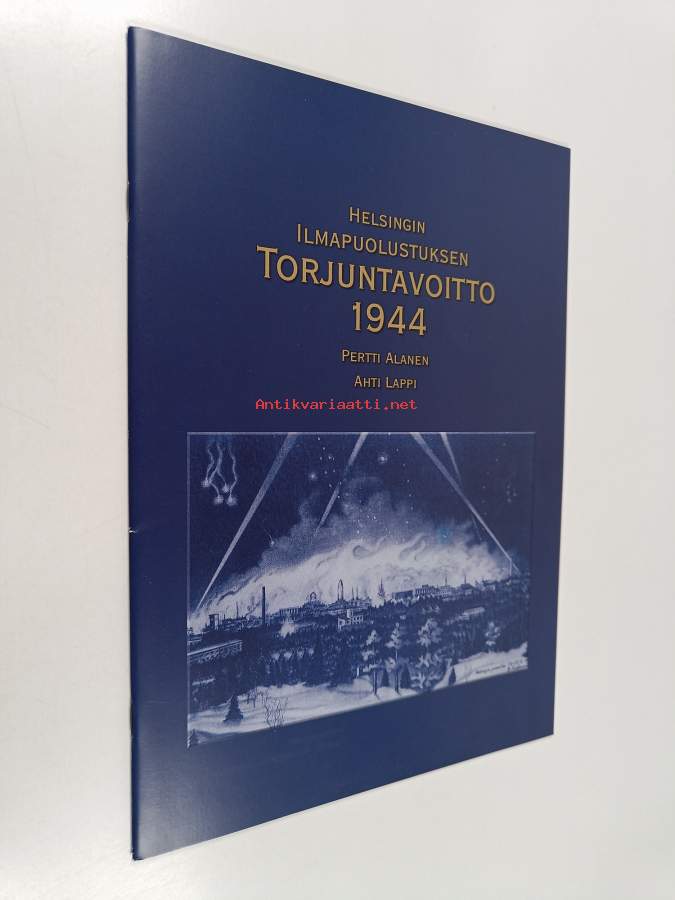 HELSINGIN
ILMAPUOLUSTUKSEN
TORJUNTAVOITTO
1944
PERTTI ALANEN
AHTI LAPPI
Antikvariaatti.net